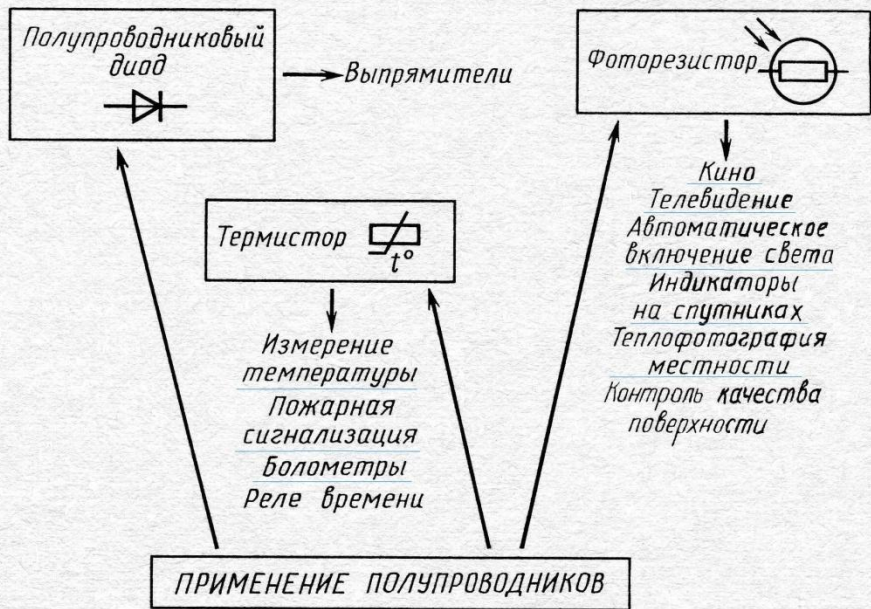 Полупроводниковый
диод
Выпрямители
Фоторезистор
Кино
Телевидение
Автоматическое
включение света
Индикаторы
на спутниках
Теплофотография
местности
Контроль качества
поверхности
Термистор
t°
Измерение
температуры
Пожарная
сигнализация
Болометры
Реле времени
ПРИМЕНЕНИЕ ПОЛУПРОВОДНИКОВ